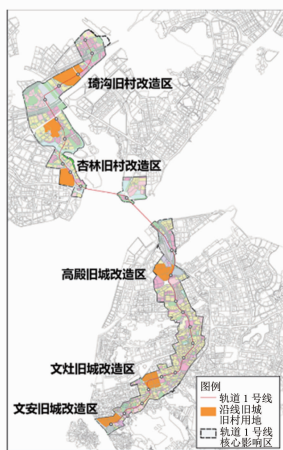 琦沟旧村改造区
杏林旧村改造区
高殿旧城改造区
文灶旧城改造区
文安旧城改造区
图例
轨道1号线
沿线旧城
旧村用地
轨道1号线
核心影响区